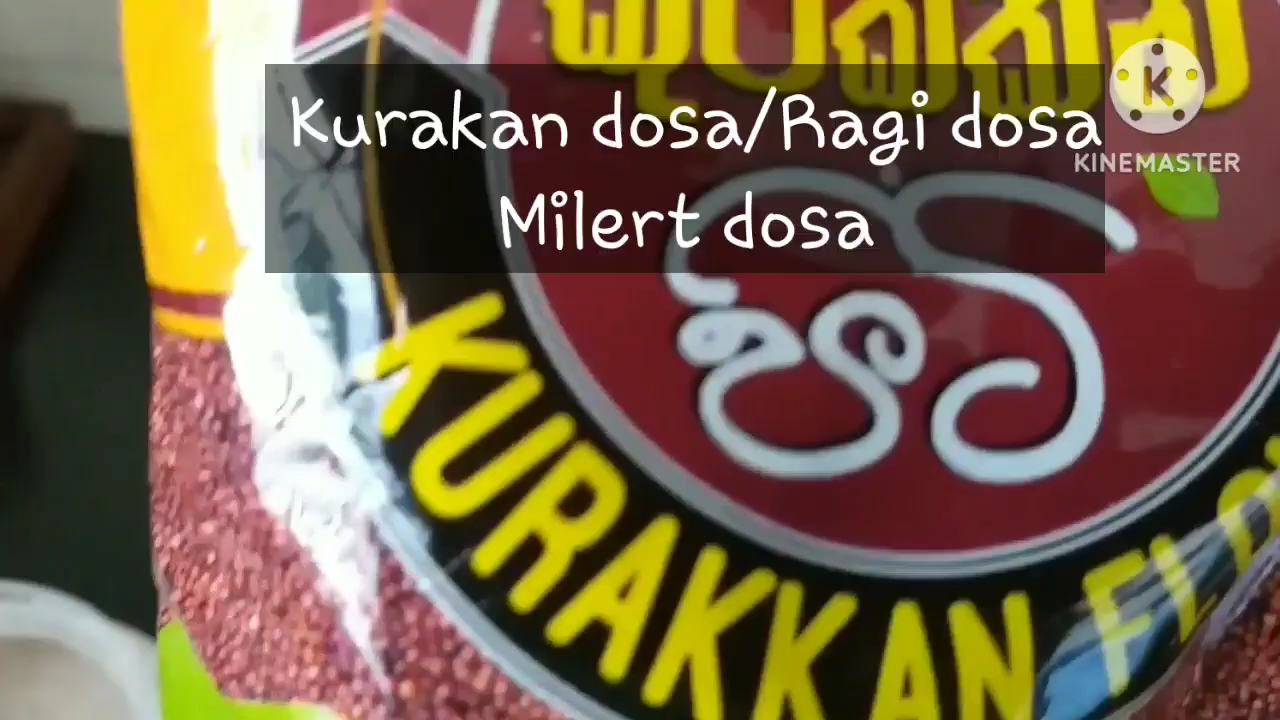 Kurakan dosa/Ragi dosa
Milert dosa
K
KINEMASTER
පිටි
KURAKKAN